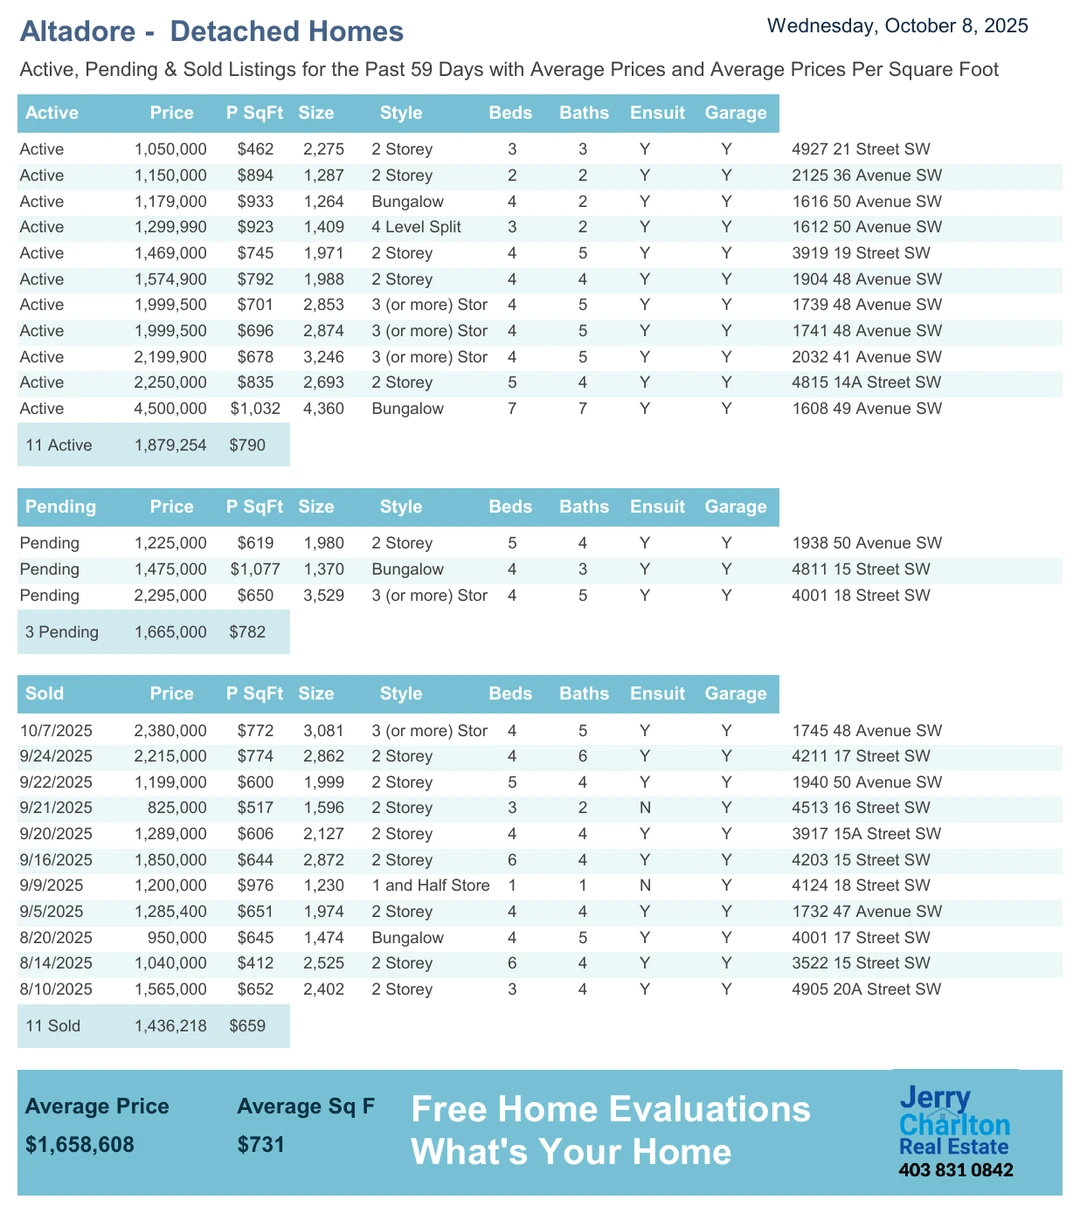 Altadore -  Detached Homes
Wednesday, October 8, 2025
Active, Pending & Sold Listings for the Past 59 Days with Average Prices and Average Prices Per Square Foot
Active Price P SqFt Size Style Beds Baths Ensuit Garage
Active 1,050,000 $462 2,275 2 Storey 3 3 Y Y 4927 21 Street SW
Active 1,150,000 $894 1,287 2 Storey 2 2 Y Y 2125 36 Avenue SW
Active 1,179,000 $933 1,264 Bungalow 4 2 Y Y 1616 50 Avenue SW
Active 1,299,990 $923 1,409 4 Level Split 3 2 Y Y 1612 50 Avenue SW
Active 1,469,000 $745 1,971 2 Storey 4 5 Y Y 3919 19 Street SW
Active 1,574,900 $792 1,988 2 Storey 4 4 Y Y 1904 48 Avenue SW
Active 1,999,500 $701 2,853 3 (or more) Stor 4 5 Y Y 1739 48 Avenue SW
Active 1,999,500 $696 2,874 3 (or more) Stor 4 5 Y Y 1741 48 Avenue SW
Active 2,199,900 $678 3,246 3 (or more) Stor 4 5 Y Y 2032 41 Avenue SW
Active 2,250,000 $835 2,693 2 Storey 5 4 Y Y 4815 14A Street SW
Active 4,500,000 $1,032 4,360 Bungalow 7 7 Y Y 1608 49 Avenue SW
11 Active 1,879,254 $790
Pending Price P SqFt Size Style Beds Baths Ensuit Garage
Pending 1,225,000 $619 1,980 2 Storey 5 4 Y Y 1938 50 Avenue SW
Pending 1,475,000 $1,077 1,370 Bungalow 4 3 Y Y 4811 15 Street SW
Pending 2,295,000 $650 3,529 3 (or more) Stor 4 5 Y Y 4001 18 Street SW
3 Pending 1,665,000 $782
Sold Price P SqFt Size Style Beds Baths Ensuit Garage
10/7/2025 2,380,000 $772 3,081 3 (or more) Stor 4 5 Y Y 1745 48 Avenue SW
9/24/2025 2,215,000 $774 2,862 2 Storey 4 6 Y Y 4211 17 Street SW
9/22/2025 1,199,000 $600 1,999 2 Storey 5 4 Y Y 1940 50 Avenue SW
9/21/2025 825,000 $517 1,596 2 Storey 3 2 N Y 4513 16 Street SW
9/20/2025 1,289,000 $606 2,127 2 Storey 4 4 Y Y 3917 15A Street SW
9/16/2025 1,850,000 $644 2,872 2 Storey 6 4 Y Y 4203 15 Street SW
9/9/2025 1,200,000 $976 1,230 1 and Half Store 1 1 N Y 4124 18 Street SW
9/5/2025 1,285,400 $651 1,974 2 Storey 4 4 Y Y 1732 47 Avenue SW
8/20/2025 950,000 $645 1,474 Bungalow 4 5 Y Y 4001 17 Street SW
8/14/2025 1,040,000 $412 2,525 2 Storey 6 4 Y Y 3522 15 Street SW
8/10/2025 1,565,000 $652 2,402 2 Storey 3 4 Y Y 4905 20A Street SW
11 Sold 1,436,218 $659
Average Price Average Sq F
$1,658,608 $731
Free Home Evaluations
What's Your Home
Jerry
Charlton
Real Estate
403 831 0842